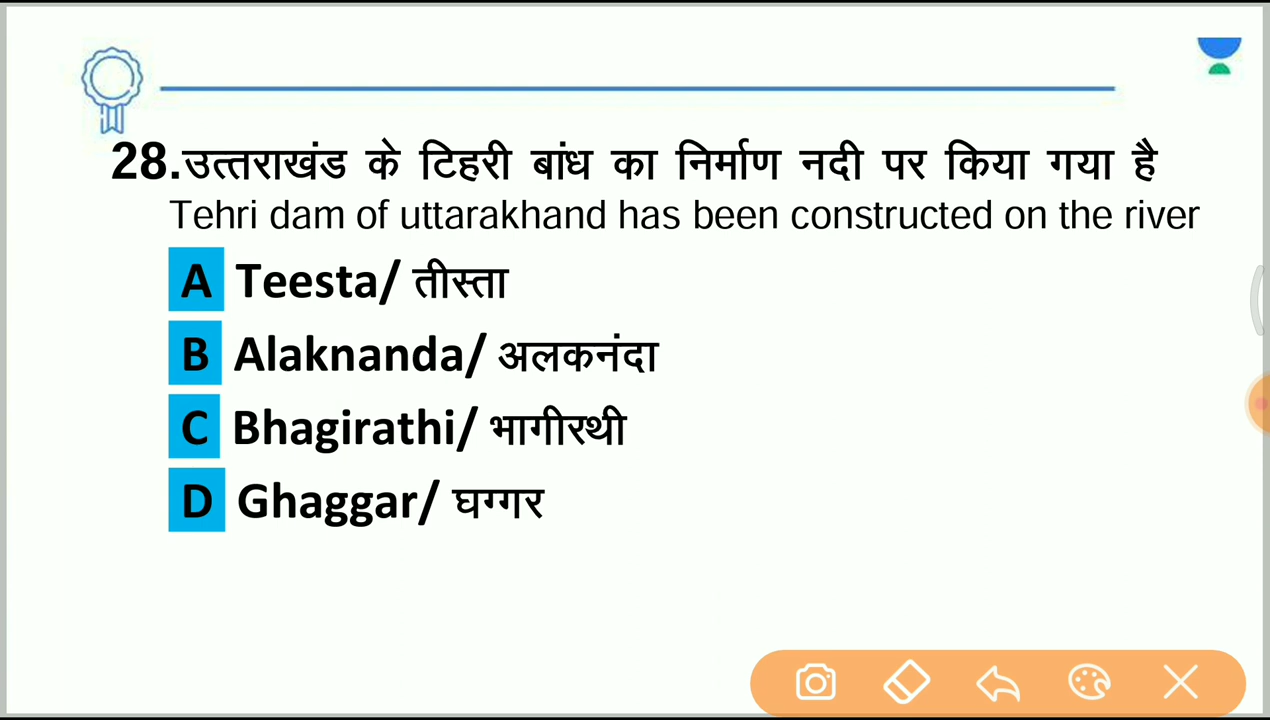 28.उत्तराखंड के टिहरी बांध का निर्माण नदी पर किया गया है
Tehri dam of uttarakhand has been constructed on the river
A Teesta/ तीस्ता
B Alaknanda/ अलकनंदा
C Bhagirathi/ भागीरथी
D Ghaggar/ घग्गर